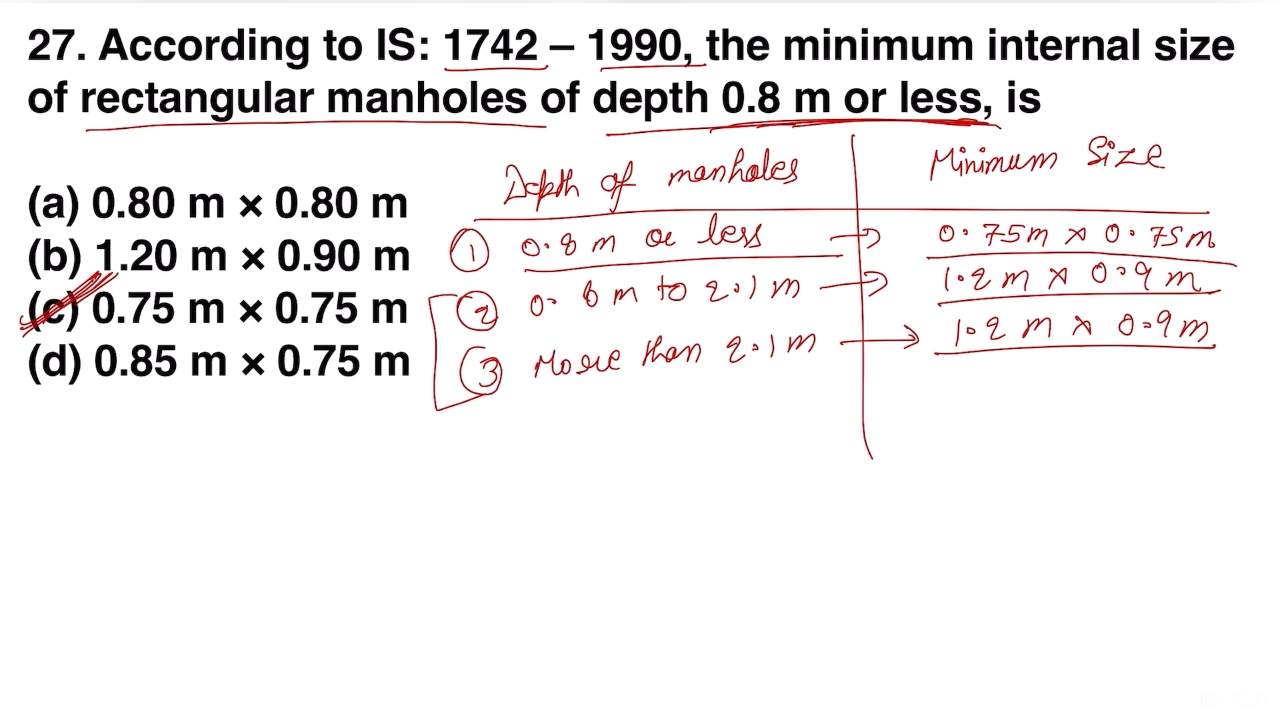 27. According to IS: 1742 – 1990, the minimum internal size
of rectangular manholes of depth 0.8 m or less, is
(a) 0.80 m × 0.80 m
(b) 1.20 m × 0.90 m
(c) 0.75 m × 0.75 m
(d) 0.85 m × 0.75 m
Depth of manholes Minimum Size
① 0.8 m or less → 0.75m × 0.75m
② 0.8 m to 2.1 m → 1.2 m × 0.9 m
③ More than 2.1m → 1.2 m × 0.9m